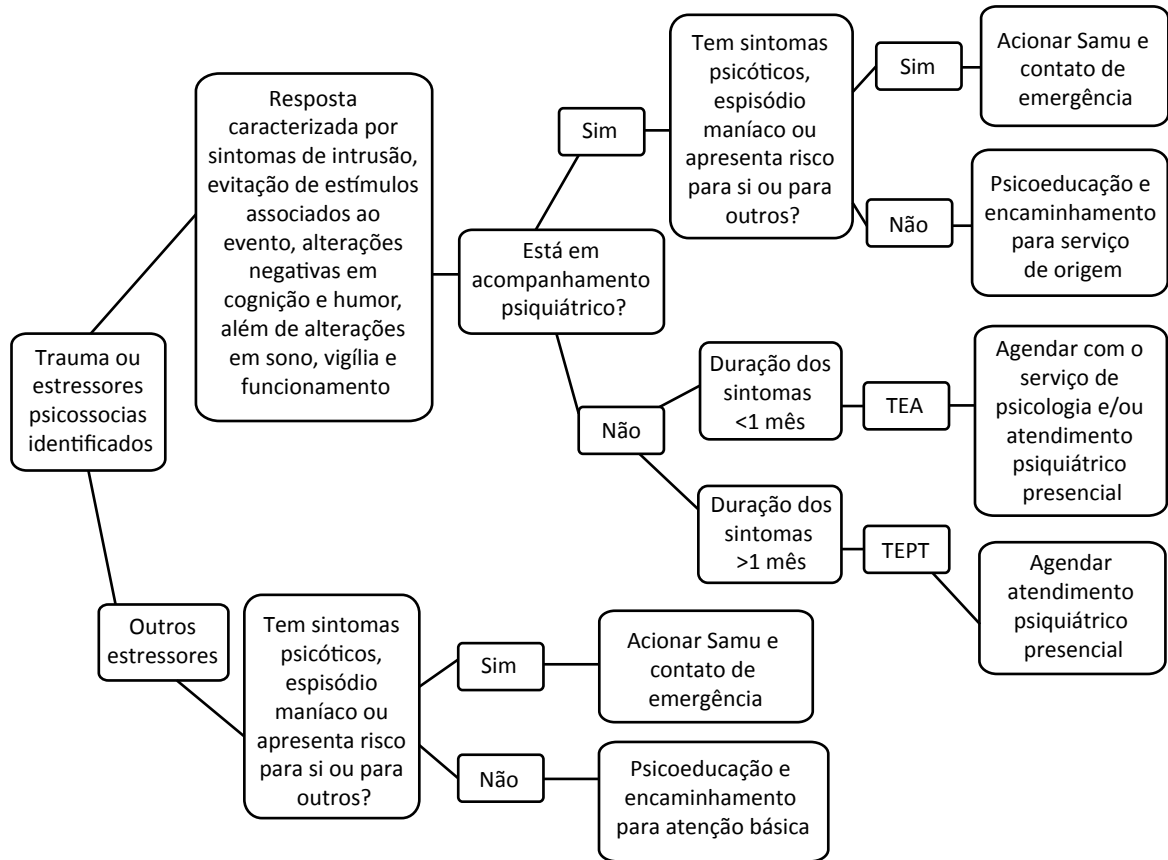 Trauma ou
estressores
psicossocias
identificados
Resposta
caracterizada por
sintomas de intrusão,
evitação de estímulos
associados ao
evento, alterações
negativas em
cognição e humor,
além de alterações
em sono, vigília e
funcionamento
Está em
acompanhamento
psiquiátrico?
Sim
Tem sintomas
psicóticos,
espisódio
maníaco ou
apresenta risco
para si ou para
outros?
Sim
Acionar Samu e
contato de
emergência
Não
Psicoeducação e
encaminhamento
para serviço
de origem
Não
Duração dos
sintomas
<1 mês
TEA
Agendar com o
serviço de
psicologia e/ou
atendimento
psiquiátrico
presencial
Duração dos
sintomas
>1 mês
TEPT
Agendar
atendimento
psiquiátrico
presencial
Outros
estressores
Tem sintomas
psicóticos,
espisódio
maníaco ou
apresenta risco
para si ou para
outros?
Sim
Acionar Samu e
contato de
emergência
Não
Psicoeducação e
encaminhamento
para atenção básica